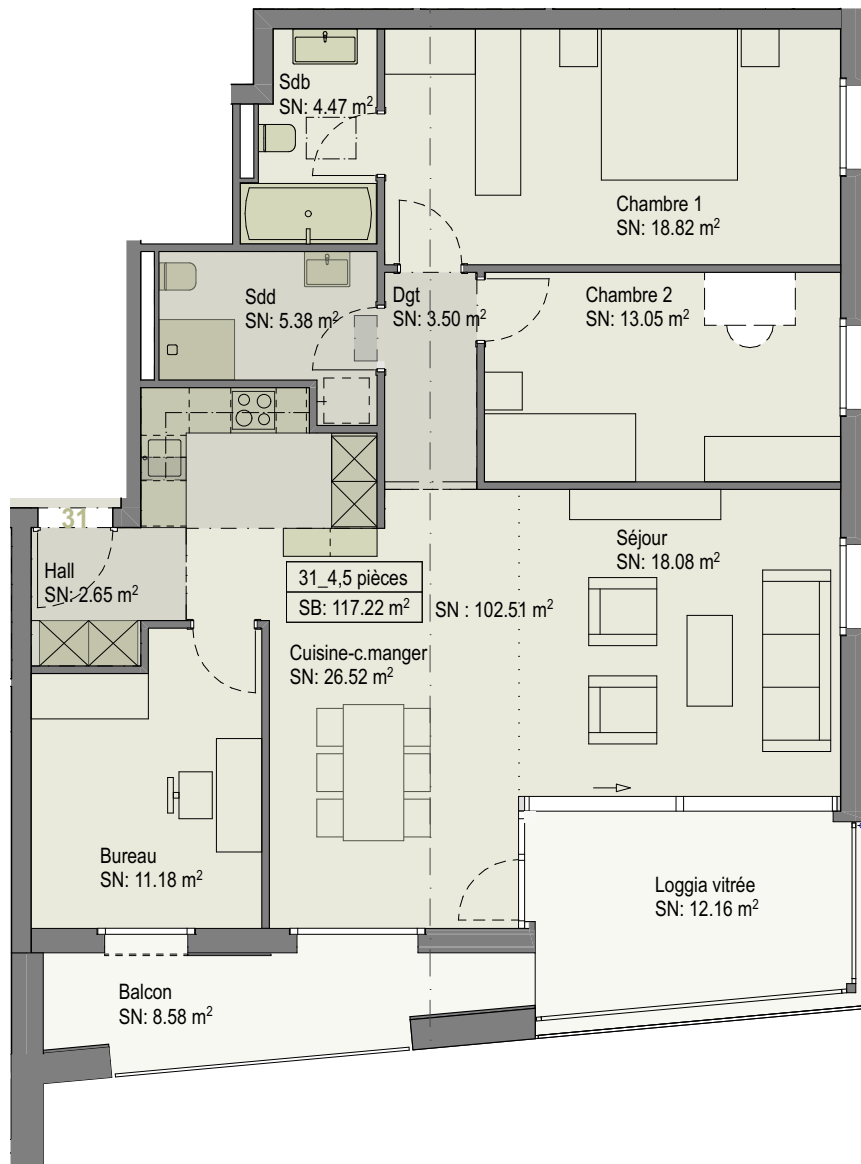 Sdb
SN: 4.47 m²
Chambre 1
SN: 18.82 m²
Sdd
SN: 5.38 m²
Dgt
SN: 3.50 m²
Chambre 2
SN: 13.05 m²
31
Hall
SN: 2.65 m²
Séjour
SN: 18.08 m²
31_4,5 pièces
SB: 117.22 m²
SN : 102.51 m²
Cuisine-c.manger
SN: 26.52 m²
Bureau
SN: 11.18 m²
Loggia vitrée
SN: 12.16 m²
Balcon
SN: 8.58 m²